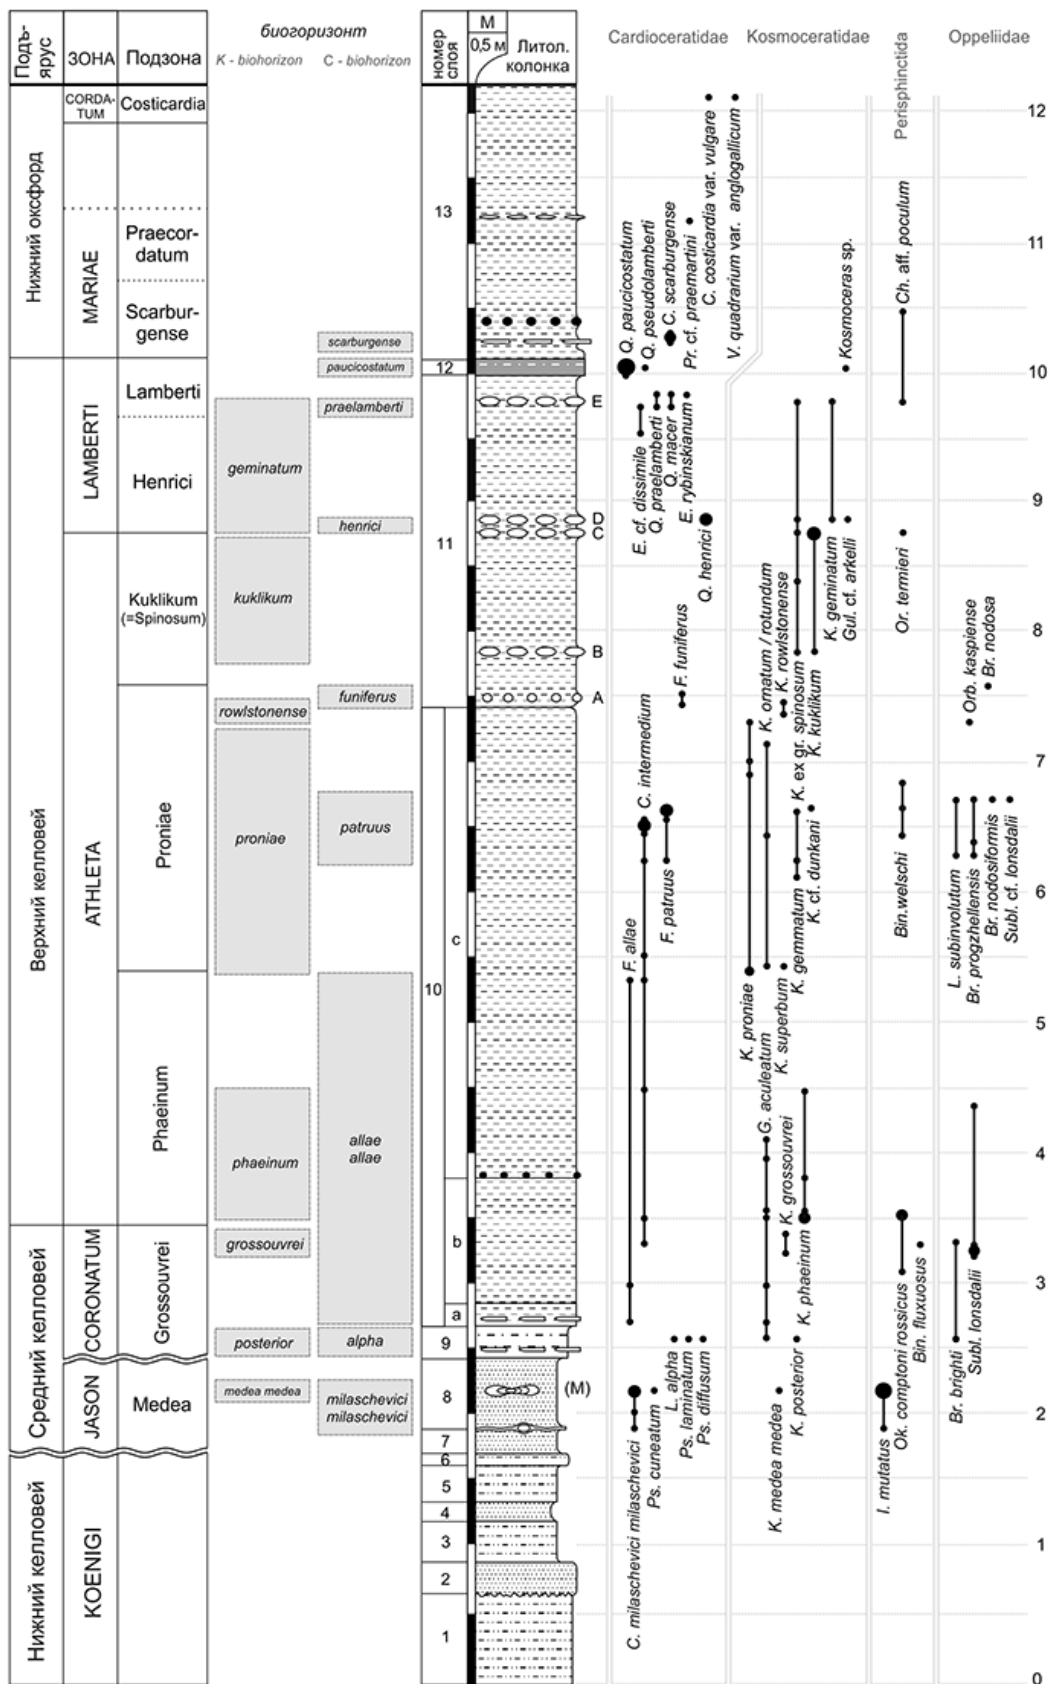 Подъ-
ярус
ЗОНА
Подзона
биогоризонт
K - biohorizon
C - biohorizon
номер
слоя
М
0,5 м
Литол.
колонка
Cardioceratidae
Kosmoceratidae
Perisphinctida
Oppeliidae
Нижний оксфорд
Верхний келловей
Средний келловей
Нижний келловей
CORDA-
TUM
MARIAE
LAMBERTI
ATHLETA
CORONATUM
JASON
KOENIGI
Costicardia
Praecor-
datum
Scarbur-
gense
Lamberti
Henrici
Kuklikum
(=Spinosum)
Proniae
Phaeinum
Grossouvrei
Medea
geminatum
kuklikum
rowlstonense
proniae
phaeinum
grossouvrei
posterior
medea medea
scarburgense
paucicostatum
praelamberti
henrici
funiferus
patruus
allae
allae
alpha
milaschevici
milaschevici
13
12
11
10
c
b
a
9
8
7
6
5
4
3
2
1
E
D
C
B
A
(M)
Q. paucicostatum
Q. pseudolamberti
C. scarburgense
Pr. cf. praemartini
C. costicardia var. vulgare
V. quadrarium var. anglogallicum
E. cf. dissimile
Q. praelamberti
Q. macer
E. rybinskianum
Q. henrici
F. funiferus
C. intermedium
F. patruus
F. allae
L. alpha
Ps. laminatum
Ps. diffusum
Ps. cuneatum
C. milaschevici milaschevici
Kosmoceras sp.
K. geminatum
Gul. cf. arkelli
K. ornatum / rotundum
K. rowlstonense
K. ex gr. spinosum
K. kuklikum
K. gemmatum
K. cf. dunkani
K. proniae
K. superbum
G. aculeatum
K. grossouvrei
K. phaeinum
K. posterior
K. medea medea
Ch. aff. poculum
Or. termieri
Bin.welschi
Ok. comptoni rossicus
Bin. fluxuosus
I. mutatus
Orb. kaspiense
Br. nodosa
L. subinvolutum
Br. progzhellensis
Br. nodosiformis
Subl. cf. lonsdalii
Br. brighti
Subl. lonsdalii
12
11
10
9
8
7
6
5
4
3
2
1
0